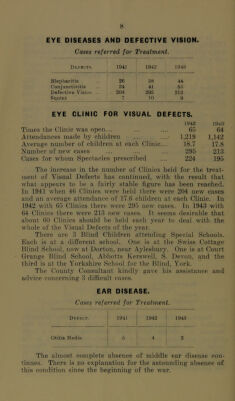 8
EYE DISEASES AND DEFECTIVE VISION.
Cases referred for Treatment.
Defects. 1941 1942 1943
Blepharitis ... 26 38 44
Conjunctivitis ... 24 41 50
Defective Vision ... 204 295 213
Squint ... 7 10 9
EYE CLINIC FOR VISUAL DEFECTS.
1942 1943
Times the Clinic was open... 65 64
Attendances made by children ... 1,219 1,142
Average number of children at each Clinic... 18.7 17.8
Number of new cases ... 295 213
Cases for whom Spectacles prescribed 224 195
The increase in the number of Clinics held for the treat-
ment of Visual Defects has continued, with the result that
what appears to be a fairly stable figure has been reached.
In 1941 when 46 Clinics were held there were 204 new cases
and an average attendance of 17.6 children at each Clinic. In
1942 with 65 Clinics there were 295 new cases. In 1943 with
64 Clinics there were 213 new cases. It seems desirable that
about 60 Clinics should be held each year to deal with the
whole of the Visual Defects of the year.
There are 3 Blind Children attending Special Schools.
Each is at a different school. One is at the Swiss Cottage
Blind School, now at Dorton, near Aylesbury. One is at Court
Grange Blind School, Abbotts Kerswell, S. Devon, and the
third is at the Yorkshire School for the Blind, York.
The County Consultant kindly gave his assistance and
advice concerning 3 difficult cases.
EAR DISEASE.
Cases referred for Treatment.
Defect. 1941 1942 1943
Otitis Media 5 4 3
The almost complete absence of middle ear disease con-
tinues. There is no explanation for the astounding absence of
this condition since the beginning of the war.